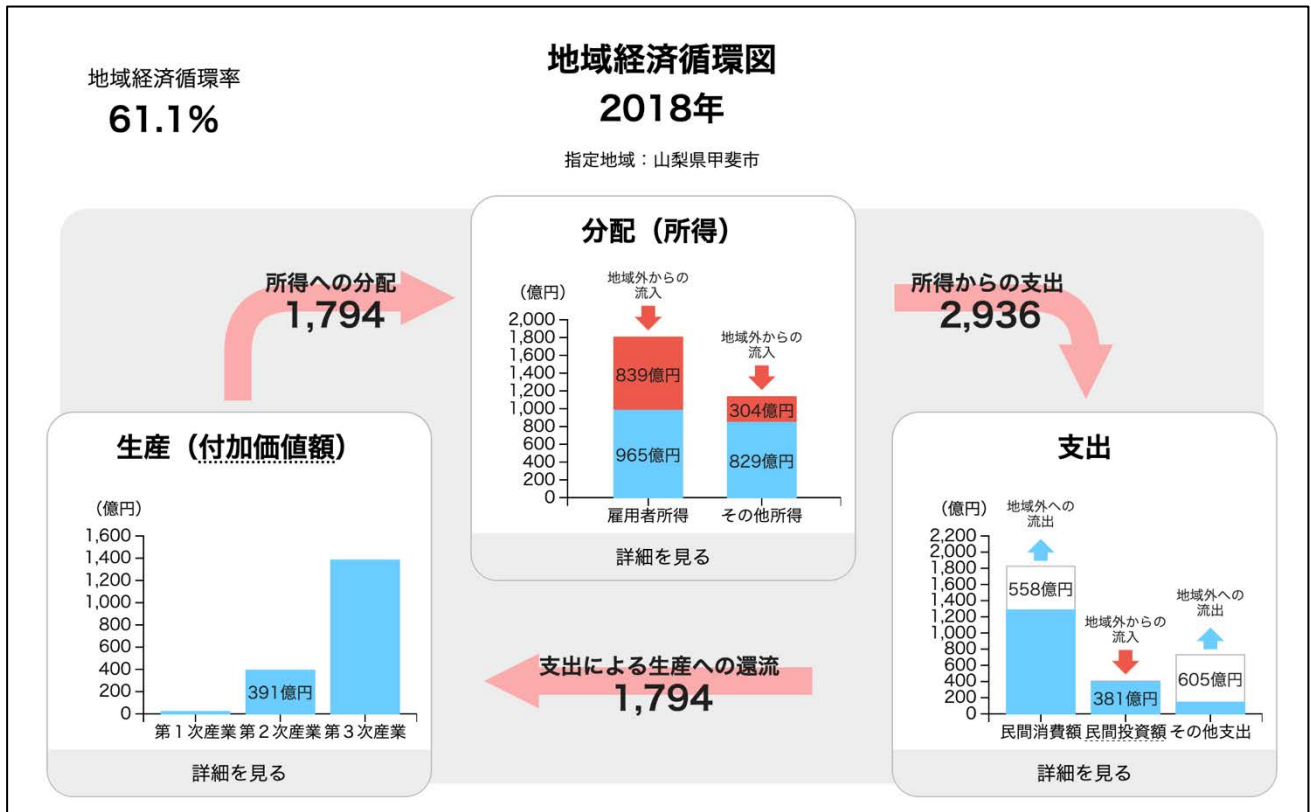 地域経済循環図
2018年
指定地域：山梨県甲斐市
地域経済循環率
61.1%
所得への分配
1,794
分配（所得）
（億円）
地域外からの
流入
地域外からの
流入
2,000
1,800
1,600
1,400
1,200
1,000
800
600
400
200
0
839億円
965億円
304億円
829億円
雇用者所得
その他所得
詳細を見る
所得からの支出
2,936
生産（付加価値額）
（億円）
1,600
1,400
1,200
1,000
800
600
400
200
0
391億円
第１次産業
第２次産業
第３次産業
詳細を見る
支出による生産への還流
1,794
支出
（億円）
地域外への
流出
地域外からの
流入
地域外への
流出
2,200
2,000
1,800
1,600
1,400
1,200
1,000
800
600
400
200
0
558億円
381億円
605億円
民間消費額
民間投資額
その他支出
詳細を見る